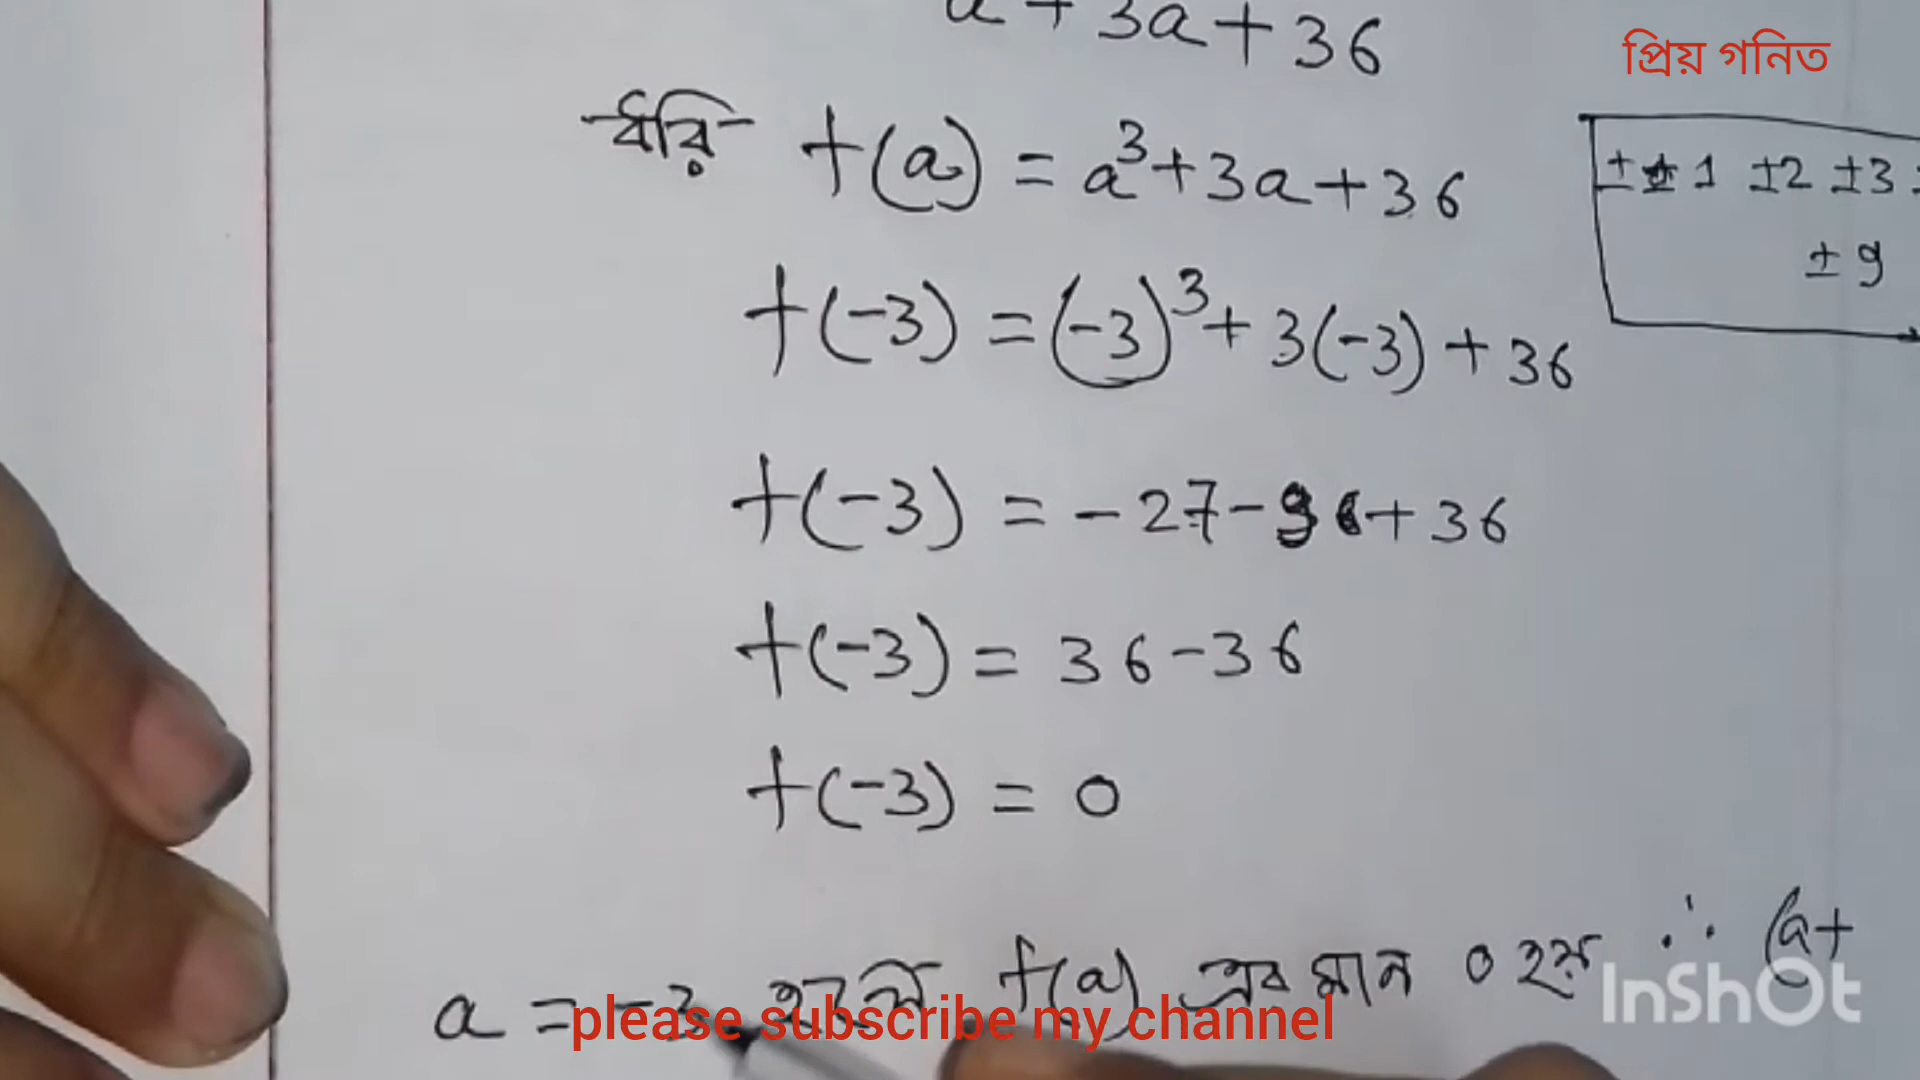 a + 3a + 36
প্রিয় গনিত
ধরি f(a) = a³ + 3a + 36
±1 ±2 ±3
±9
f(-3) = (-3)³ + 3(-3) + 36
f(-3) = -27 - 9 + 36
f(-3) = 36 - 36
f(-3) = 0
a = -3 হলে f(a) এর মান 0 হয় ∴ (a+
please subscribe my channel
InShOt